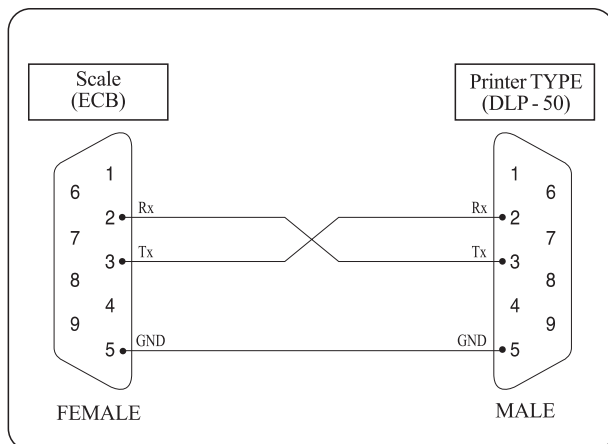 Scale
(ECB)
Printer TYPE
(DLP - 50)
1
6
2
Rx
7
3
Tx
8
4
9
5
GND
FEMALE
1
6
Rx
2
7
Tx
3
8
4
9
GND
5
MALE